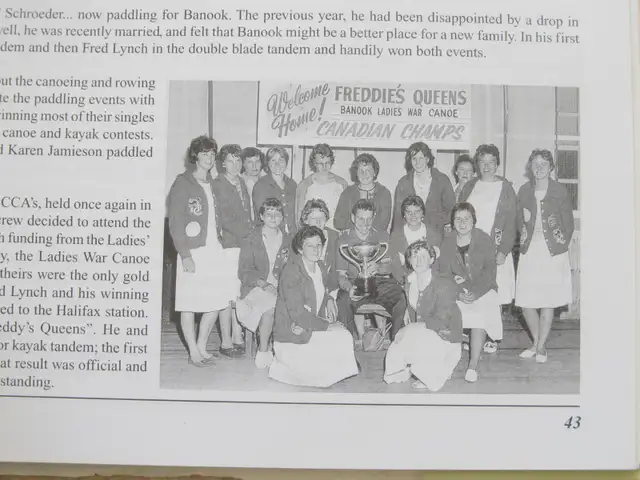 Schroeder... now paddling for Banook. The previous year, he had been disappointed by a drop in
well, he was recently married, and felt that Banook might be a better place for a new family. In his first
dem and then Fred Lynch in the double blade tandem and handily won both events.
out the canoeing and rowing
te the paddling events with
inning most of their singles
canoe and kayak contests.
d Karen Jamieson paddled
CCA's, held once again in
crew decided to attend the
h funding from the Ladies'
y, the Ladies War Canoe
theirs were the only gold
d Lynch and his winning
red to the Halifax station.
eddy's Queens". He and
or kayak tandem; the first
at result was official and
standing.
Welcome Home!
FREDDIE'S QUEENS
BANOOK LADIES WAR CANOE
CANADIAN CHAMPS
43